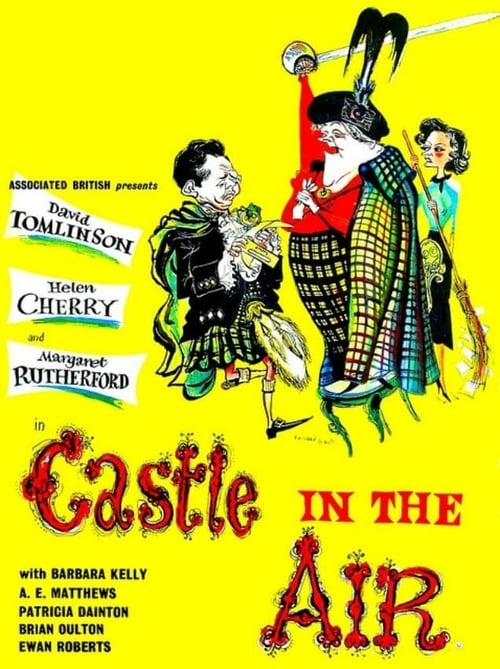 ASSOCIATED BRITISH presents
David
TOMLINSON
Helen
CHERRY
and
Margaret
RUTHERFORD
in
Castle
IN THE
AIR
with BARBARA KELLY
A. E. MATTHEWS
PATRICIA DAINTON
BRIAN OULTON
EWAN ROBERTS